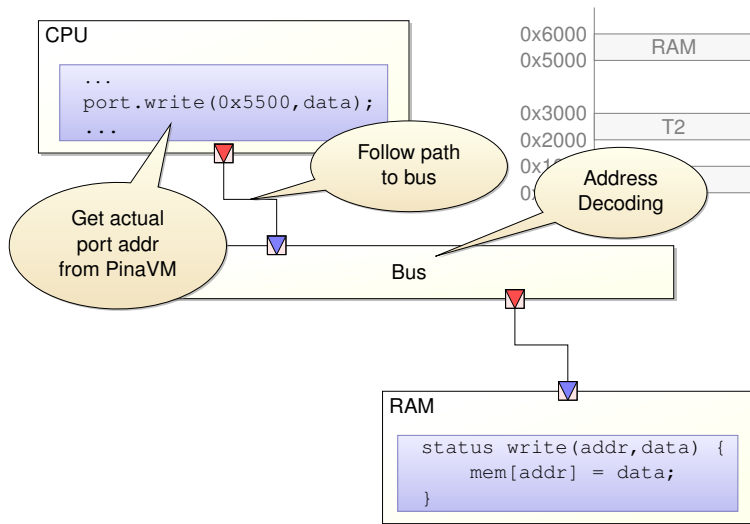 CPU
...
port.write(0x5500,data);
...
0x6000
RAM
0x5000
0x3000
T2
0x2000
Follow path
to bus
Address
Decoding
Get actual
port addr
from PinaVM
Bus
RAM
status write(addr,data) {
mem[addr] = data;
}